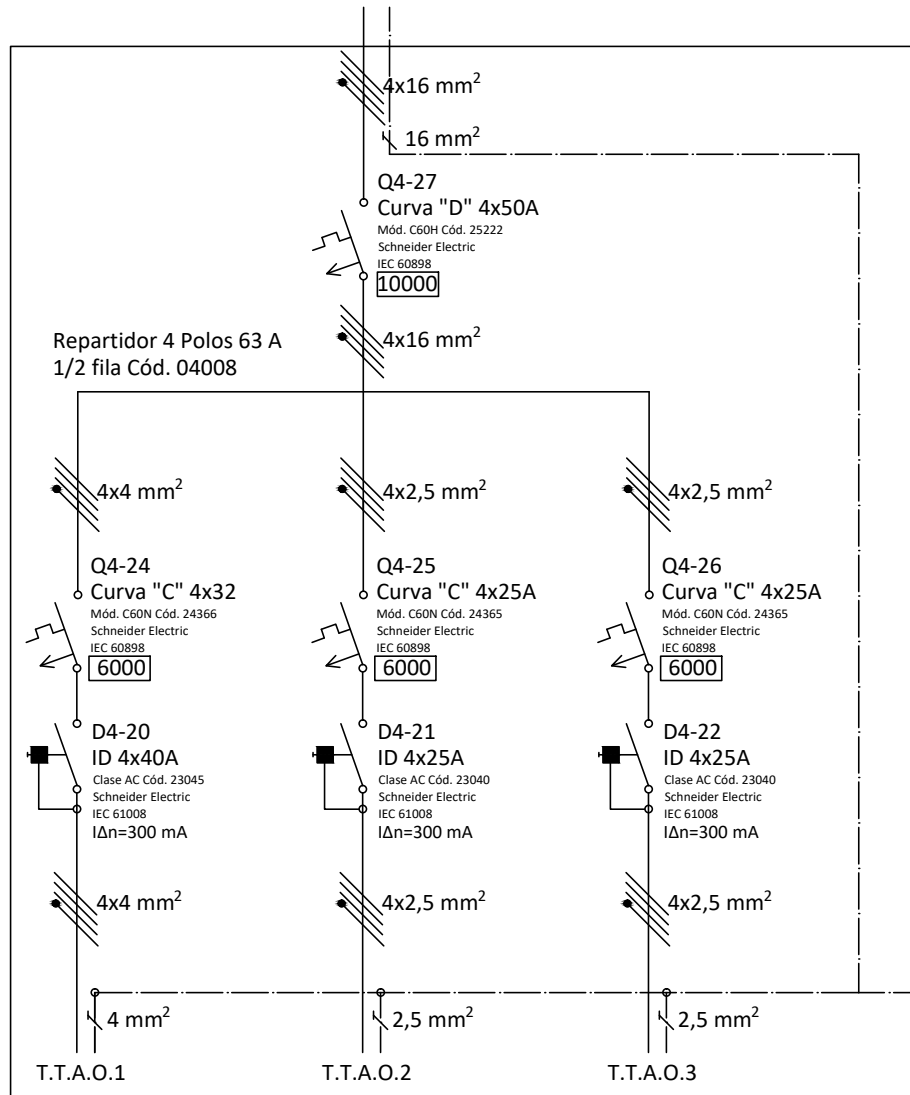 4x16 mm²
16 mm²
Q4-27
Curva "D" 4x50A
Mód. C60H Cód. 25222
Schneider Electric
IEC 60898
10000
4x16 mm²
Repartidor 4 Polos 63 A
1/2 fila Cód. 04008
4x4 mm²
4x2,5 mm²
4x2,5 mm²
Q4-24
Curva "C" 4x32
Mód. C60N Cód. 24366
Schneider Electric
IEC 60898
6000
Q4-25
Curva "C" 4x25A
Mód. C60N Cód. 24365
Schneider Electric
IEC 60898
6000
Q4-26
Curva "C" 4x25A
Mód. C60N Cód. 24365
Schneider Electric
IEC 60898
6000
D4-20
ID 4x40A
Clase AC Cód. 23045
Schneider Electric
IEC 61008
IΔn=300 mA
D4-21
ID 4x25A
Clase AC Cód. 23040
Schneider Electric
IEC 61008
IΔn=300 mA
D4-22
ID 4x25A
Clase AC Cód. 23040
Schneider Electric
IEC 61008
IΔn=300 mA
4x4 mm²
4x2,5 mm²
4x2,5 mm²
4 mm²
2,5 mm²
2,5 mm²
T.T.A.O.1
T.T.A.O.2
T.T.A.O.3